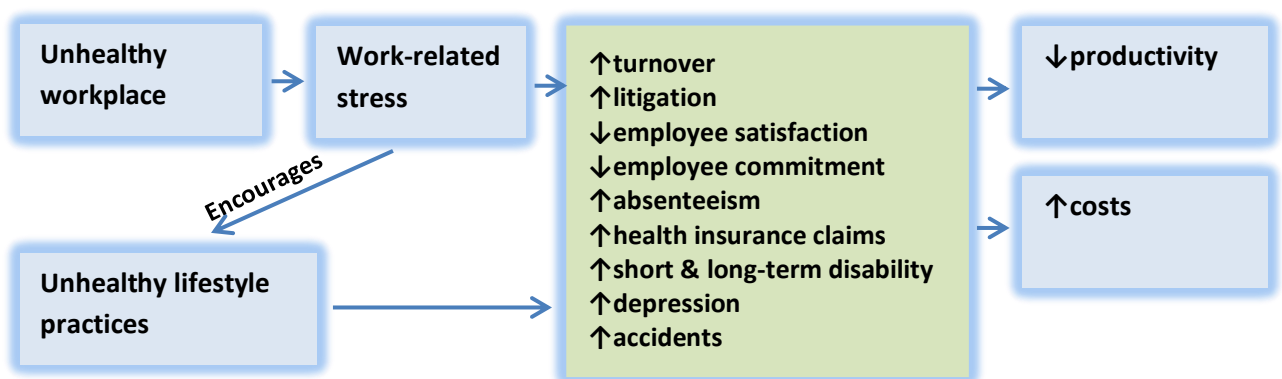 Unhealthy
workplace
Work-related
stress
Encourages
Unhealthy lifestyle
practices
↑turnover
↑litigation
↓employee satisfaction
↓employee commitment
↑absenteeism
↑health insurance claims
↑short & long-term disability
↑depression
↑accidents
↓productivity
↑costs